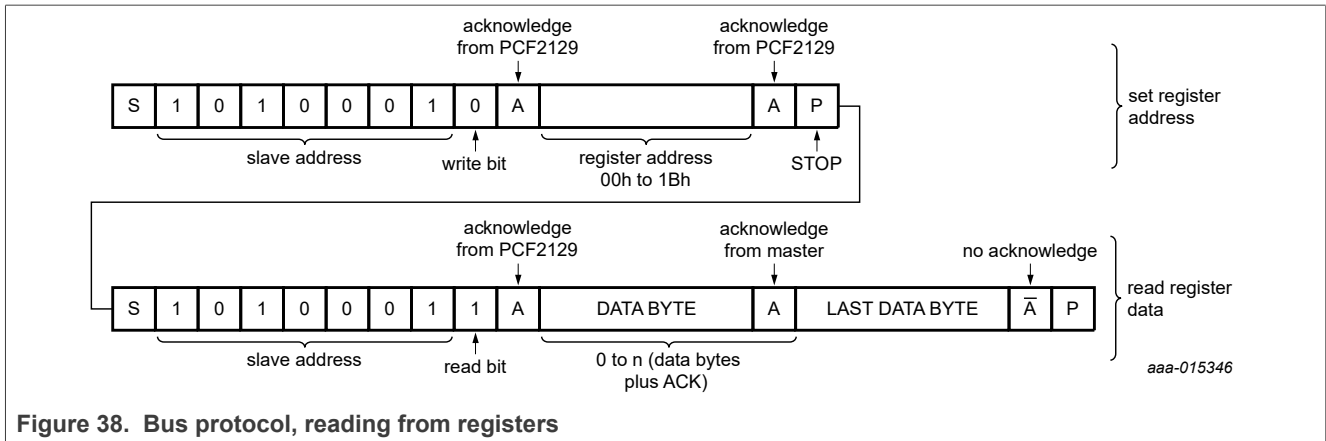 acknowledge
from PCF2129
acknowledge
from PCF2129
S 1 0 1 0 0 0 1 0 A A P
set register
address
slave address
write bit
register address
00h to 1Bh
STOP
acknowledge
from PCF2129
acknowledge
from master
no acknowledge
S 1 0 1 0 0 0 1 1 A DATA BYTE A LAST DATA BYTE A̅ P
read register
data
slave address
read bit
0 to n (data bytes
plus ACK)
aaa-015346
Figure 38. Bus protocol, reading from registers